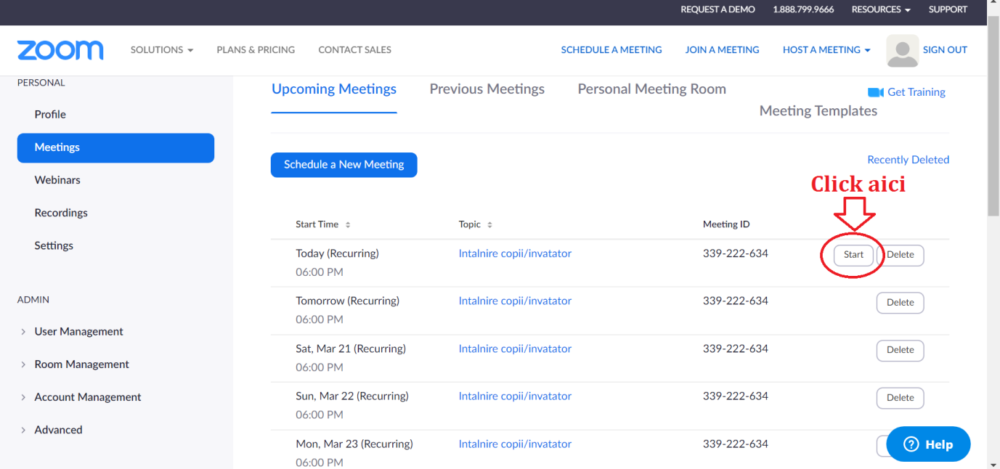 REQUEST A DEMO 1.888.799.9666 RESOURCES SUPPORT
zoom SOLUTIONS PLANS & PRICING CONTACT SALES SCHEDULE A MEETING JOIN A MEETING HOST A MEETING SIGN OUT
PERSONAL
Profile
Meetings
Webinars
Recordings
Settings
ADMIN
User Management
Room Management
Account Management
Advanced
Upcoming Meetings Previous Meetings Personal Meeting Room
Meeting Templates
Get Training
Schedule a New Meeting
Recently Deleted
Click aici
Start Time Topic Meeting ID
Today (Recurring) Intalnire copii/invatator 339-222-634 Start Delete
06:00 PM
Tomorrow (Recurring) Intalnire copii/invatator 339-222-634 Delete
06:00 PM
Sat, Mar 21 (Recurring) Intalnire copii/invatator 339-222-634 Delete
06:00 PM
Sun, Mar 22 (Recurring) Intalnire copii/invatator 339-222-634 Delete
06:00 PM
Mon, Mar 23 (Recurring) Intalnire copii/invatator 339-222-634
06:00 PM
Help